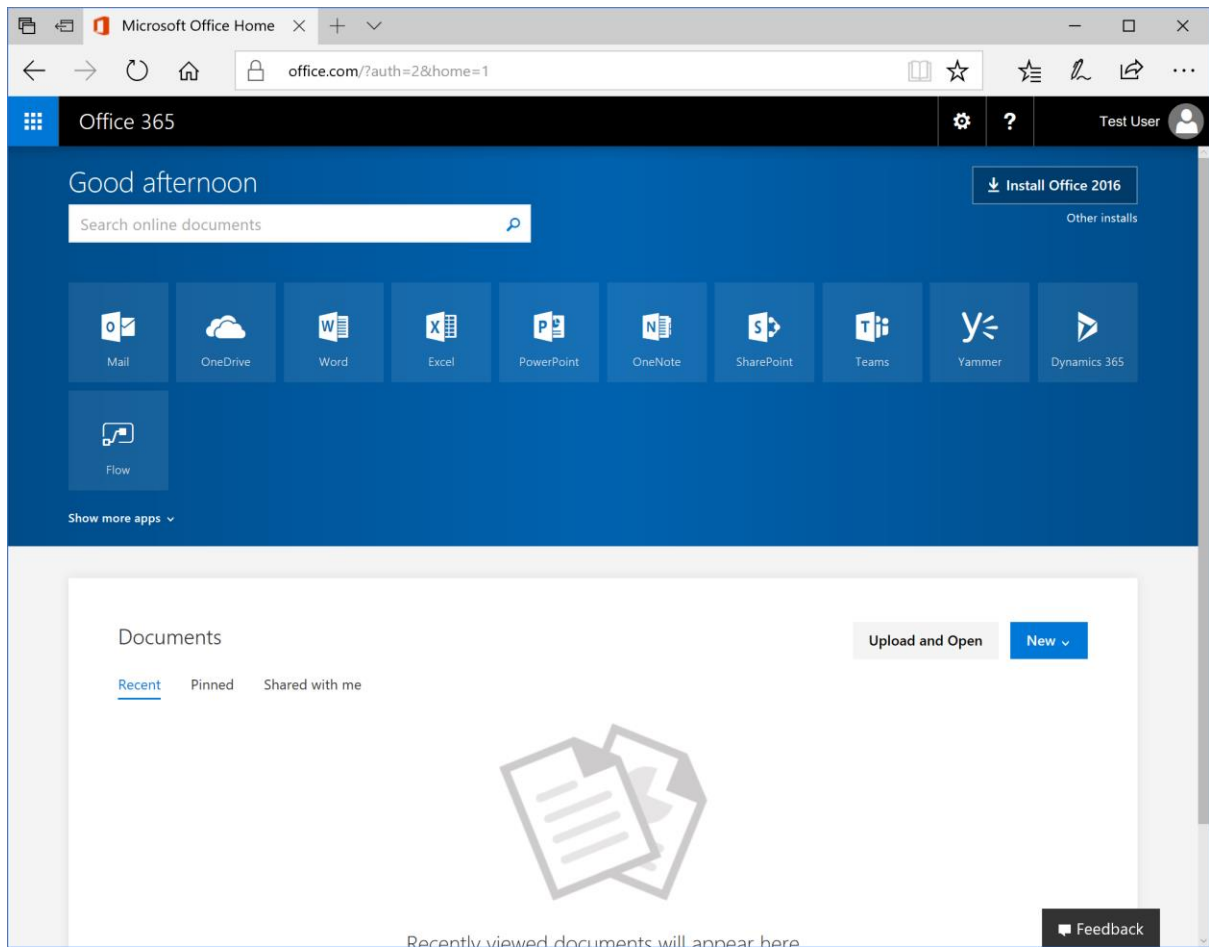 Microsoft Office Home
office.com/?auth=2&home=1
Office 365
? Test User
Good afternoon
Install Office 2016
Search online documents
Other installs
Mail OneDrive Word Excel PowerPoint OneNote SharePoint Teams Yammer Dynamics 365
Flow
Show more apps
Documents
Upload and Open New
Recent Pinned Shared with me
Feedback
Recently viewed documents will appear here